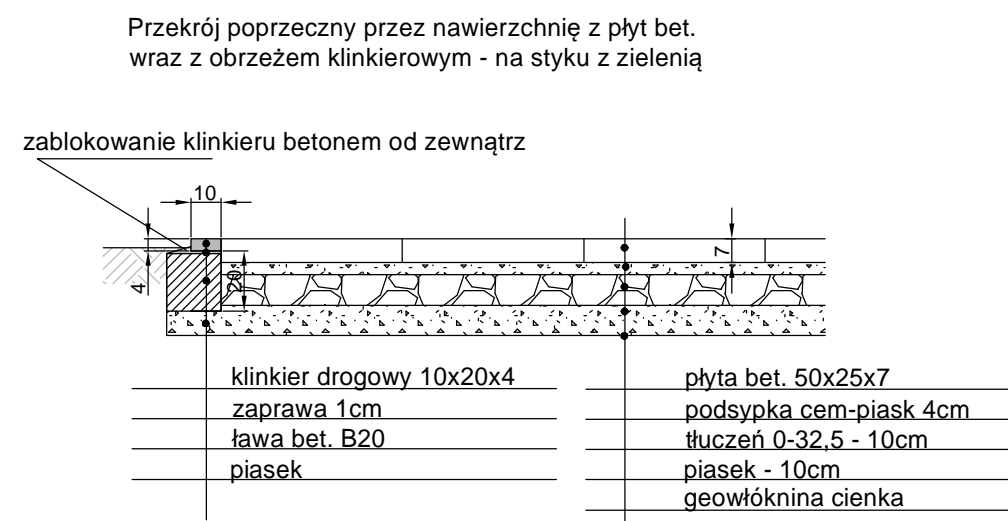 Przekrój poprzeczny przez nawierzchnię z płyt bet.
wraz z obrzeżem klinkierowym - na styku z zielenią
zablokowanie klinkieru betonem od zewnątrz
10
7
4
20
klinkier drogowy 10x20x4
zaprawa 1cm
ława bet. B20
piasek
płyta bet. 50x25x7
podsypka cem-piask 4cm
tłuczeń 0-32,5 - 10cm
piasek - 10cm
geowłóknina cienka